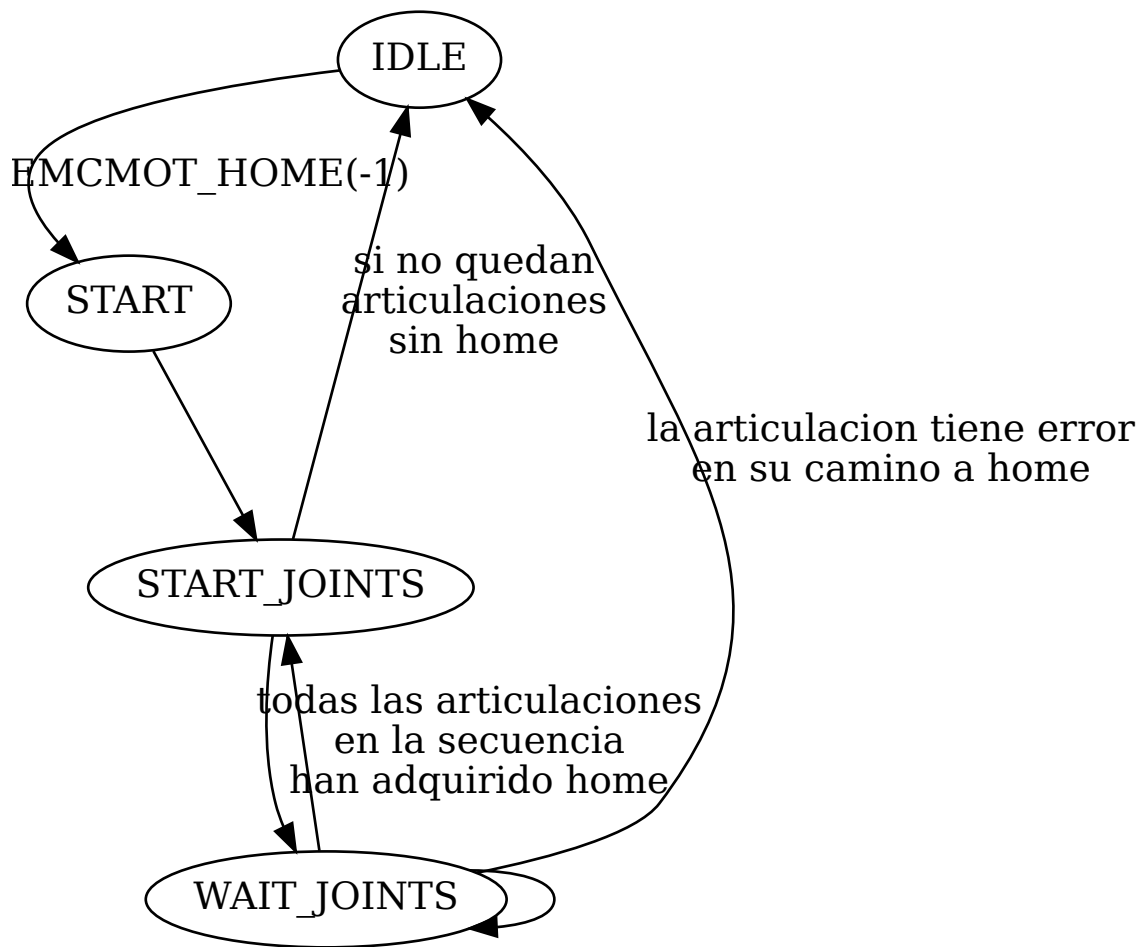 IDLE
EMCMOT_HOME(-1)
si no quedan
articulaciones
sin home
START
la articulacion tiene error
en su camino a home
START_JOINTS
todas las articulaciones
en la secuencia
han adquirido home
WAIT_JOINTS